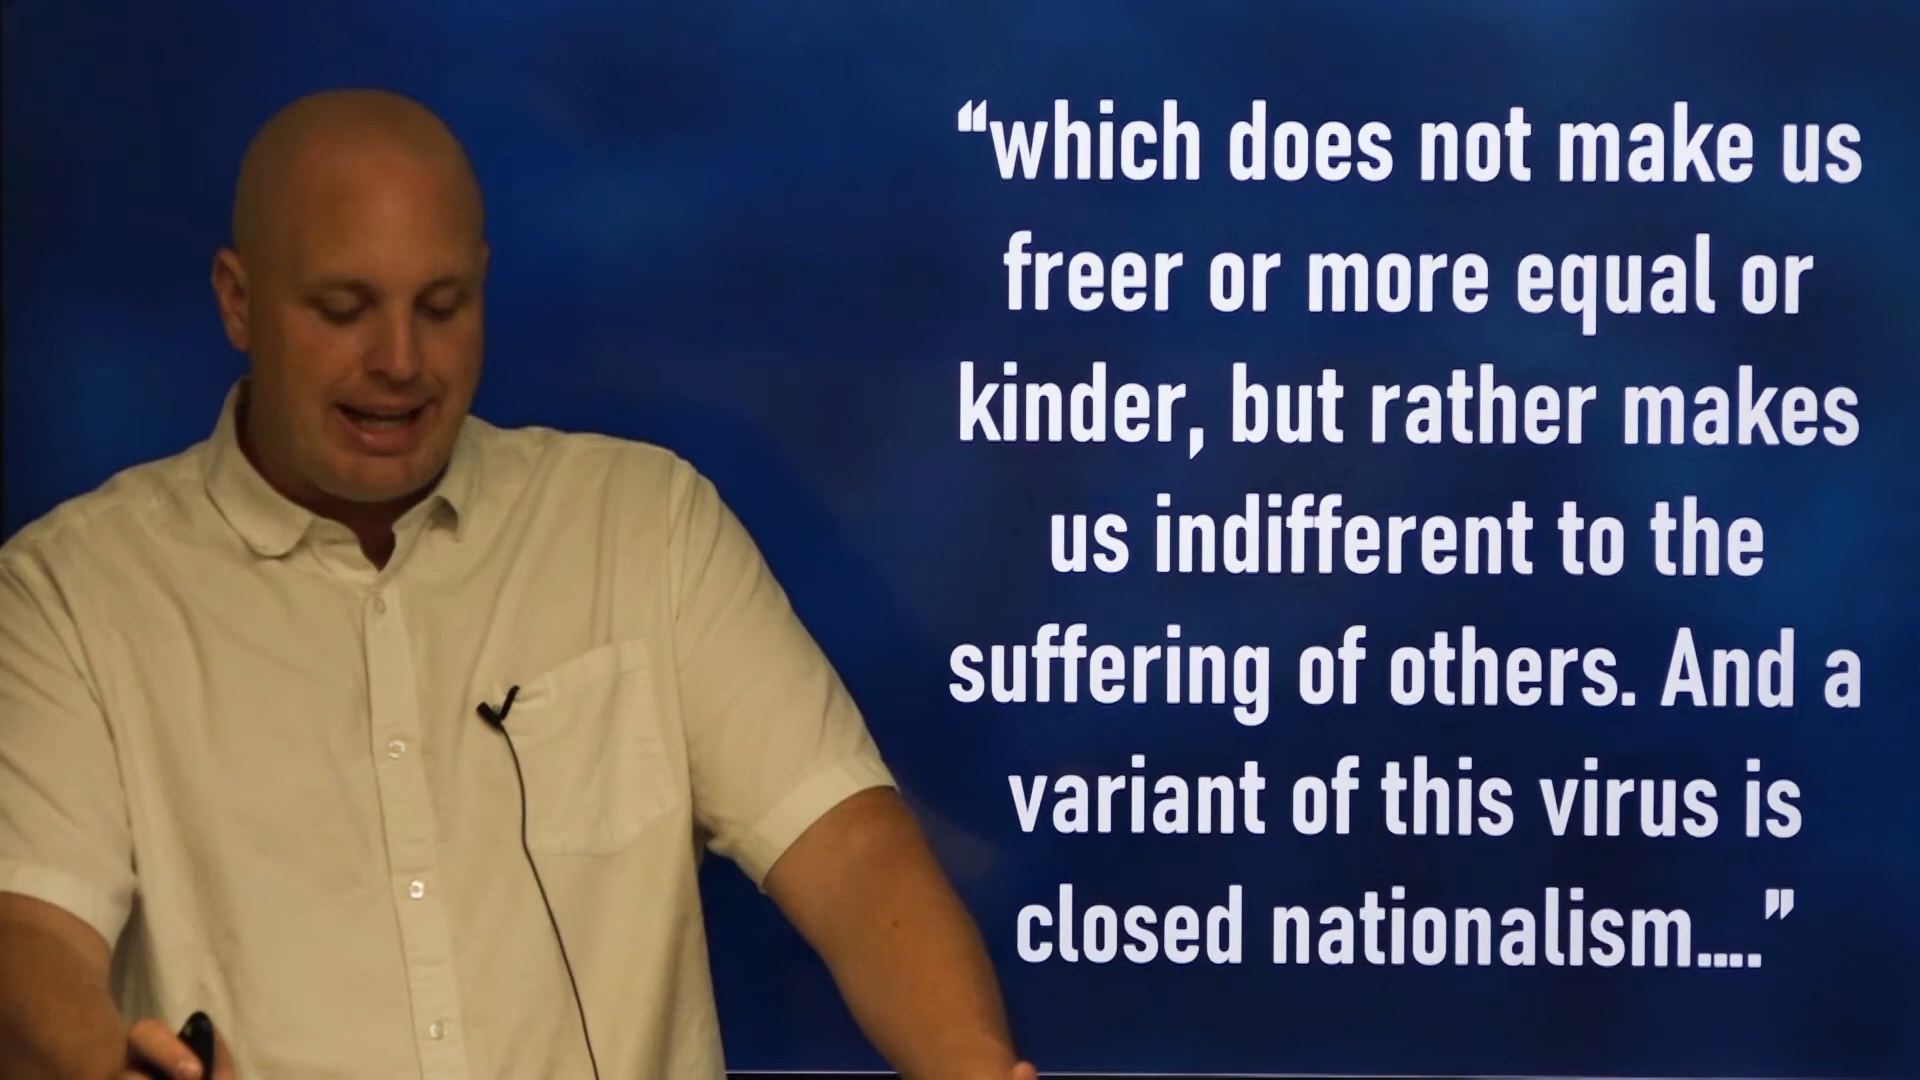 “which does not make us
freer or more equal or
kinder, but rather makes
us indifferent to the
suffering of others. And a
variant of this virus is
closed nationalism....”